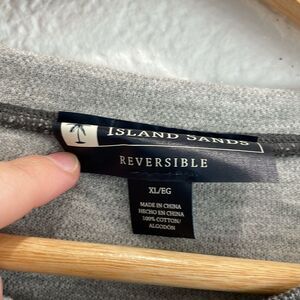 ISLAND SANDS
REVERSIBLE
XL/EG
MADE IN CHINA
HECHO EN CHINA
100% COTTON/
ALGODÓN